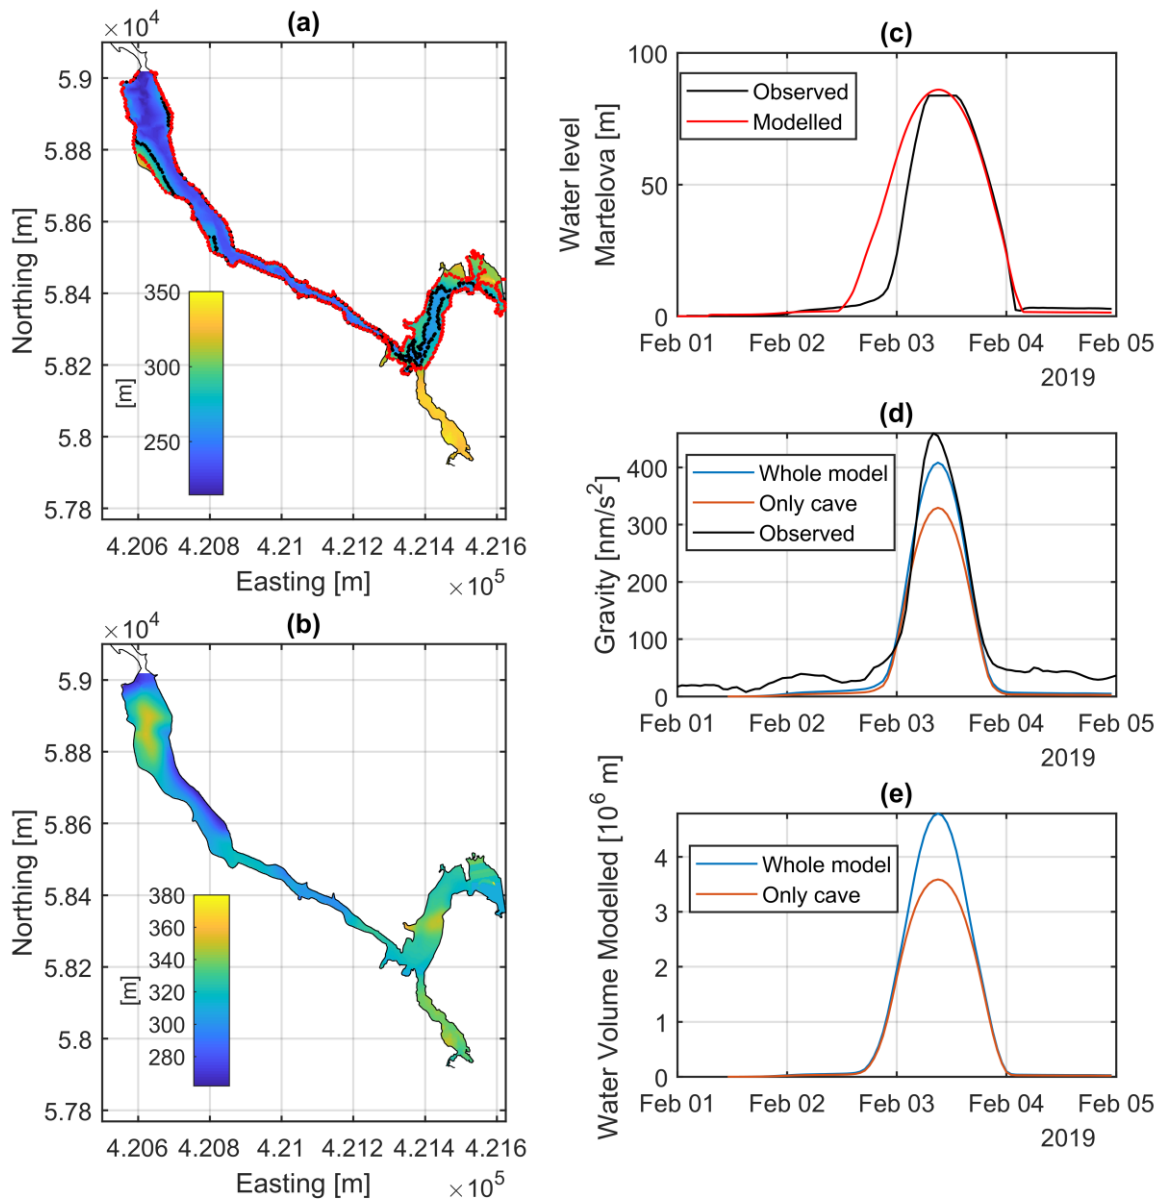 (a)
× 10⁴
5.9
5.88
5.86
5.84
5.82
5.8
5.78
Northing [m]
350
300
250
[m]
4.206 4.208 4.21 4.212 4.214 4.216
Easting [m]
× 10⁵
(b)
× 10⁴
5.9
5.88
5.86
5.84
5.82
5.8
5.78
Northing [m]
380
360
340
320
300
280
[m]
4.206 4.208 4.21 4.212 4.214 4.216
Easting [m]
× 10⁵
(c)
Water level
Martelova [m]
100
50
0
Observed
Modelled
Feb 01 Feb 02 Feb 03 Feb 04 Feb 05
2019
(d)
Gravity [nm/s²]
400
300
200
100
0
Whole model
Only cave
Observed
Feb 01 Feb 02 Feb 03 Feb 04 Feb 05
2019
(e)
Water Volume Modelled [10⁶ m]
4
3
2
1
0
Whole model
Only cave
Feb 01 Feb 02 Feb 03 Feb 04 Feb 05
2019